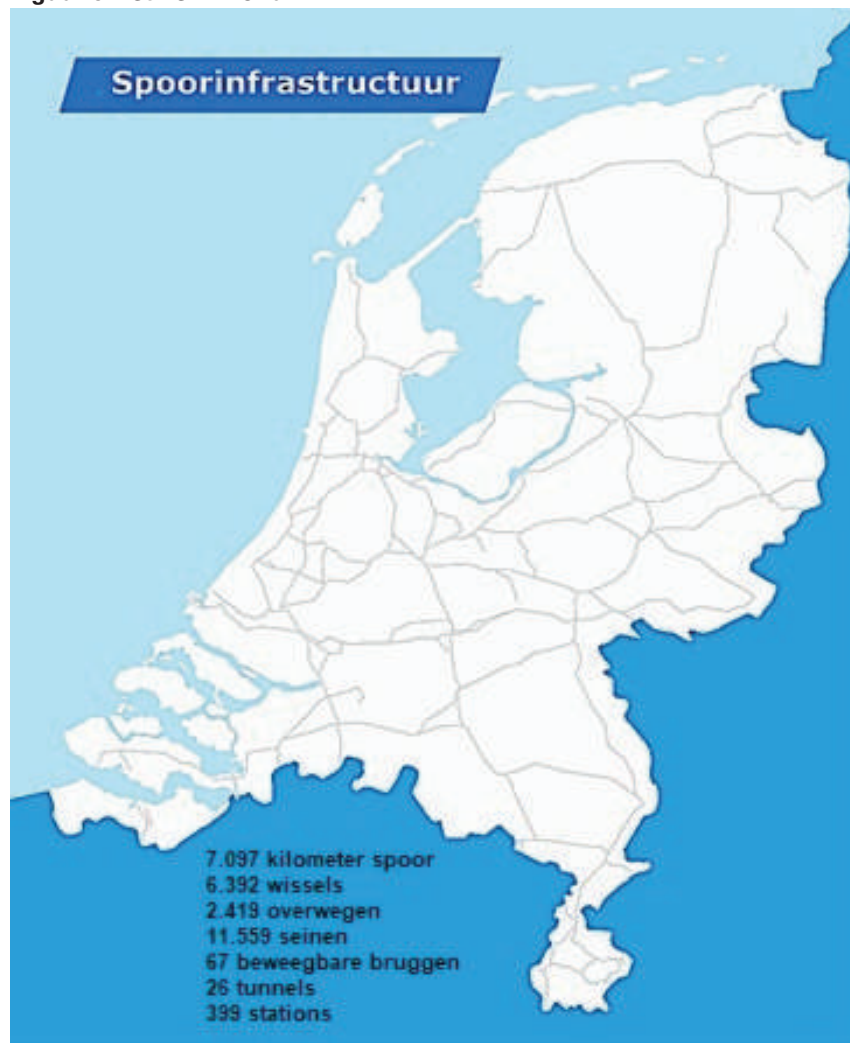 Spoorinfrastructuur
7.097 kilometer spoor
6.392 wissels
2.419 overwegen
11.559 seinen
67 beweegbare bruggen
26 tunnels
399 stations